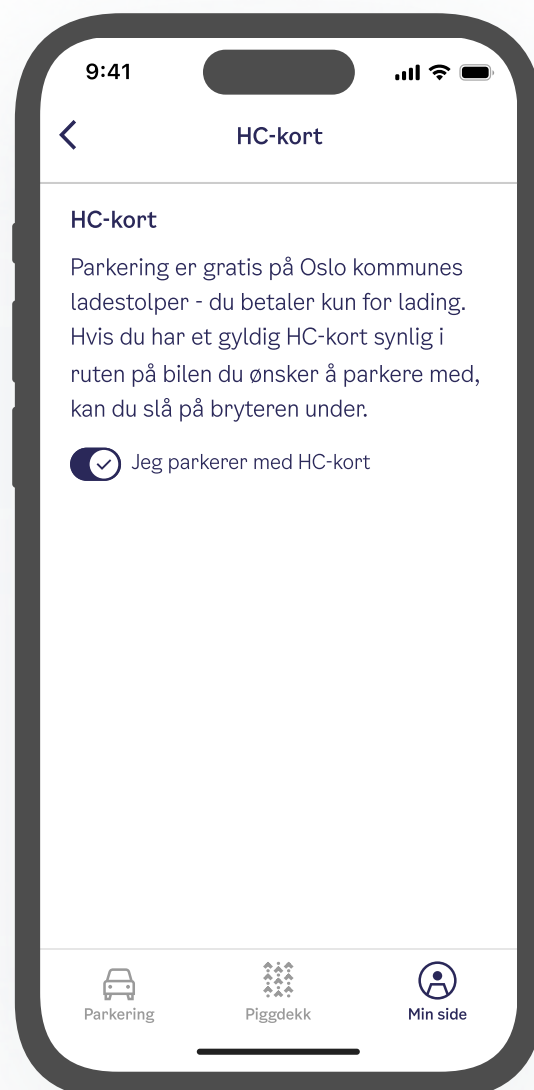 9:41
HC-kort
HC-kort
Parkering er gratis på Oslo kommunes
ladestolper - du betaler kun for lading.
Hvis du har et gyldig HC-kort synlig i
ruten på bilen du ønsker å parkere med,
kan du slå på bryteren under.
Jeg parkerer med HC-kort
Parkering
Piggdekk
Min side